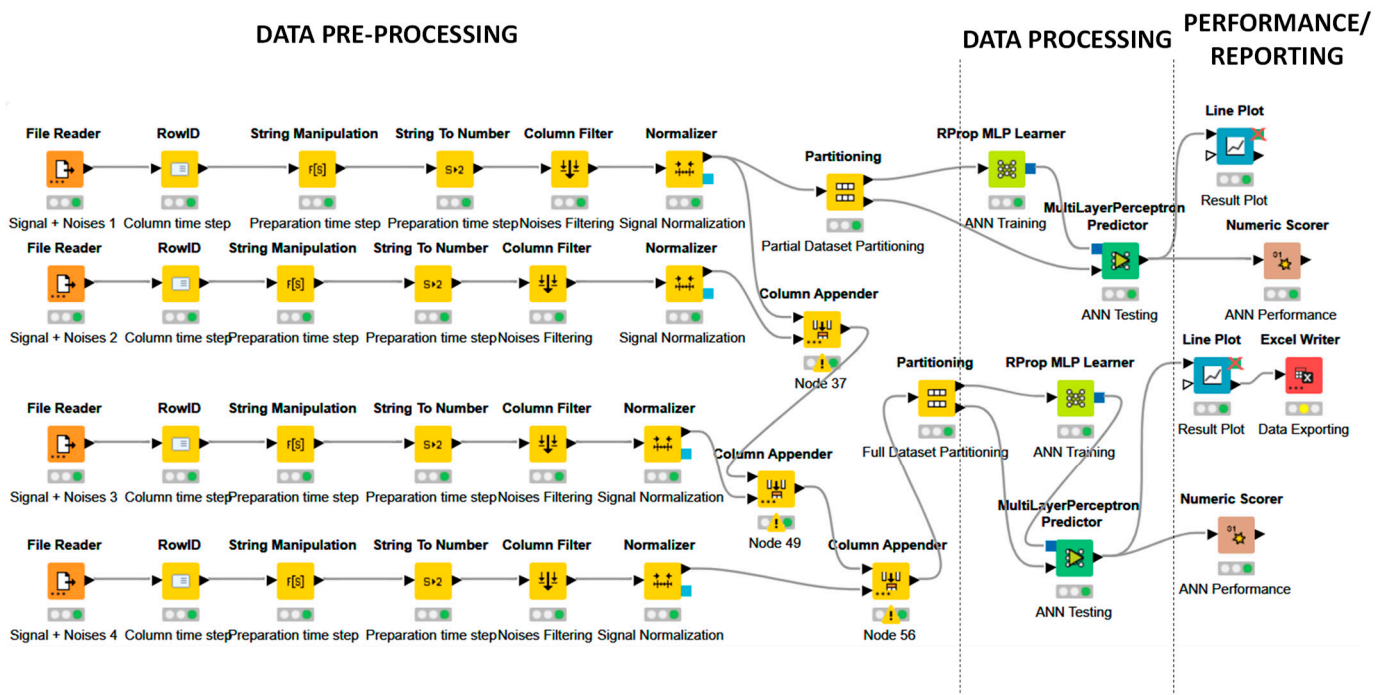 DATA PRE-PROCESSING
DATA PROCESSING
PERFORMANCE/
REPORTING
File Reader
RowID
String Manipulation
String To Number
Column Filter
Normalizer
Partitioning
RProp MLP Learner
Line Plot
F[S]
S▸2
Signal + Noises 1
Column time step
Preparation time step
Preparation time step
Noises Filtering
Signal Normalization
Partial Dataset Partitioning
ANN Training
MultiLayerPerceptron
Predictor
Result Plot
Numeric Scorer
01
ANN Testing
ANN Performance
File Reader
RowID
String Manipulation
String To Number
Column Filter
Normalizer
Column Appender
F[S]
S▸2
Signal + Noises 2
Column time step
Preparation time step
Preparation time step
Noises Filtering
Signal Normalization
Node 37
Partitioning
RProp MLP Learner
Line Plot
Excel Writer
Full Dataset Partitioning
ANN Training
Result Plot
Data Exporting
File Reader
RowID
String Manipulation
String To Number
Column Filter
Normalizer
Column Appender
F[S]
S▸2
Signal + Noises 3
Column time step
Preparation time step
Preparation time step
Noises Filtering
Signal Normalization
Node 49
MultiLayerPerceptron
Predictor
Numeric Scorer
01
ANN Testing
ANN Performance
File Reader
RowID
String Manipulation
String To Number
Column Filter
Normalizer
Column Appender
F[S]
S▸2
Signal + Noises 4
Column time step
Preparation time step
Preparation time step
Noises Filtering
Signal Normalization
Node 56